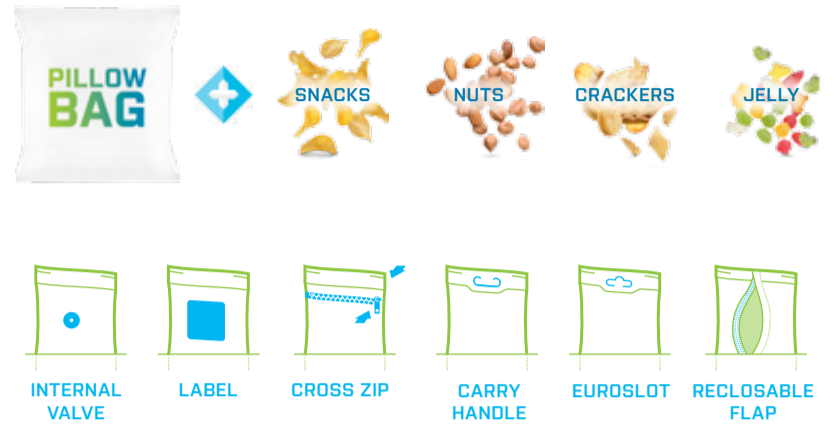 PILLOW
BAG
SNACKS
NUTS
CRACKERS
JELLY
INTERNAL
VALVE
LABEL
CROSS ZIP
CARRY
HANDLE
EUROSLOT
RECLOSABLE
FLAP